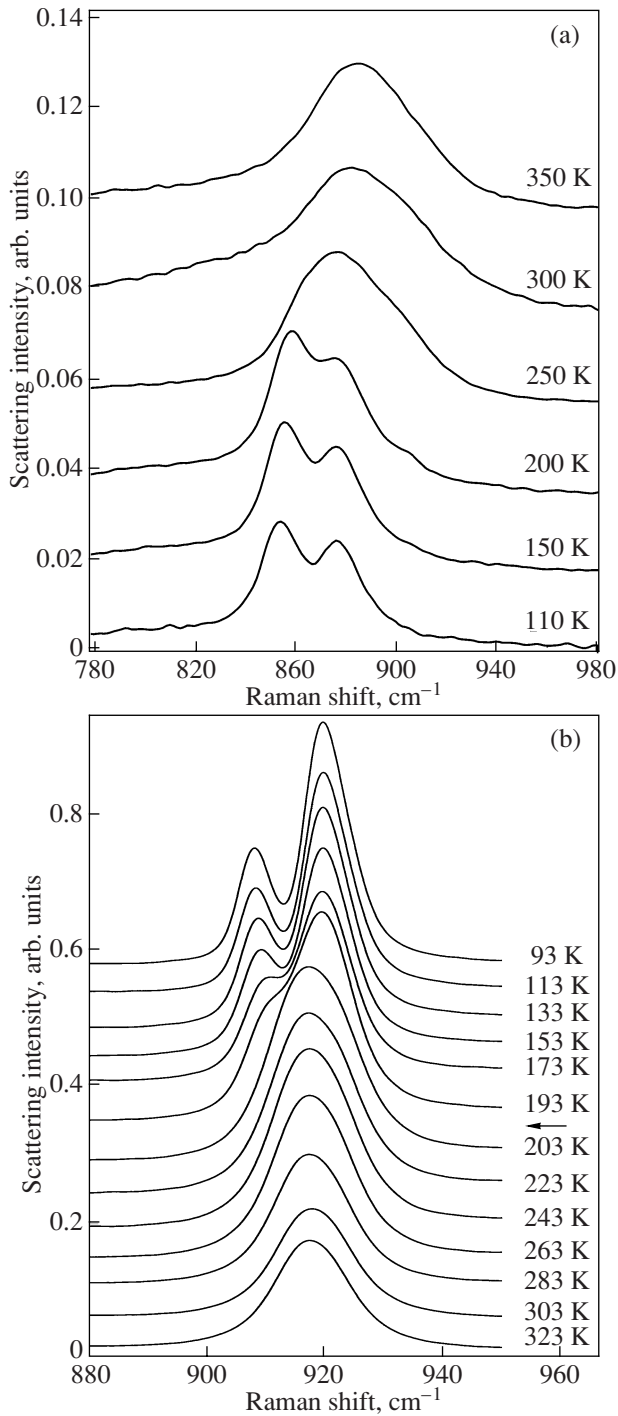 0.14
(a)
0.12
350 K
0.10
300 K
0.08
250 K
0.06
200 K
0.04
150 K
0.02
110 K
0
780 820 860 900 940 980
Raman shift, cm⁻¹
Scattering intensity, arb. units
(b)
0.8
0.6
93 K
113 K
133 K
153 K
173 K
0.4
193 K
203 K
223 K
0.2
243 K
263 K
283 K
303 K
0
323 K
880 900 920 940 960
Raman shift, cm⁻¹
Scattering intensity, arb. units